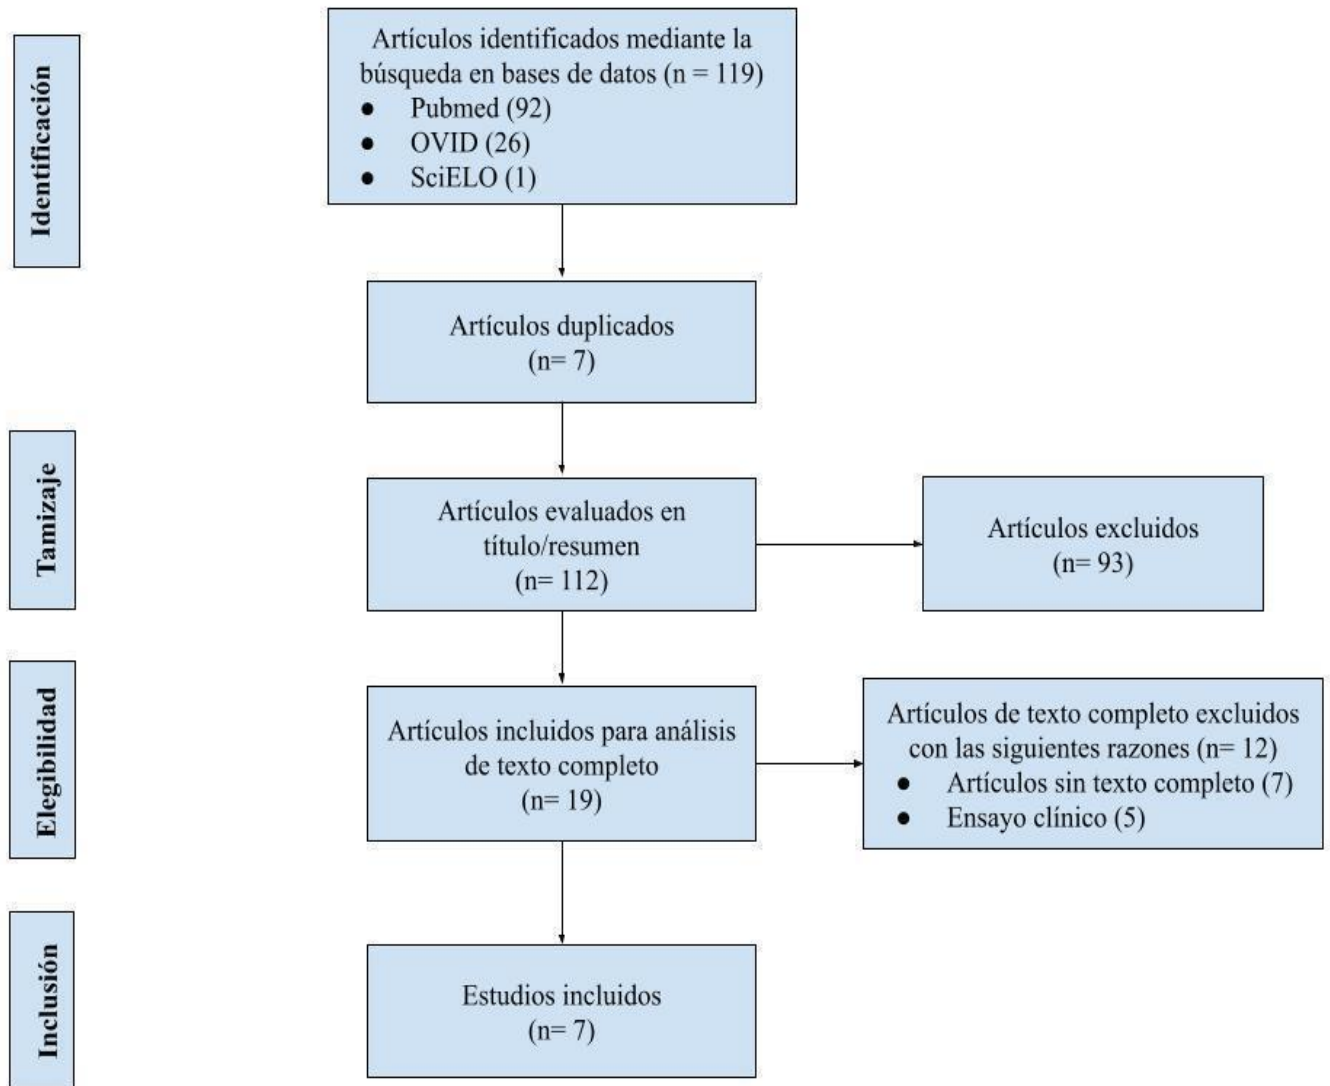 Identificación
Artículos identificados mediante la
búsqueda en bases de datos (n = 119)
● Pubmed (92)
● OVID (26)
● SciELO (1)
Artículos duplicados
(n= 7)
Tamizaje
Artículos evaluados en
título/resumen
(n= 112)
Artículos excluidos
(n= 93)
Elegibilidad
Artículos incluidos para análisis
de texto completo
(n= 19)
Artículos de texto completo excluidos
con las siguientes razones (n= 12)
● Artículos sin texto completo (7)
● Ensayo clínico (5)
Inclusión
Estudios incluidos
(n= 7)